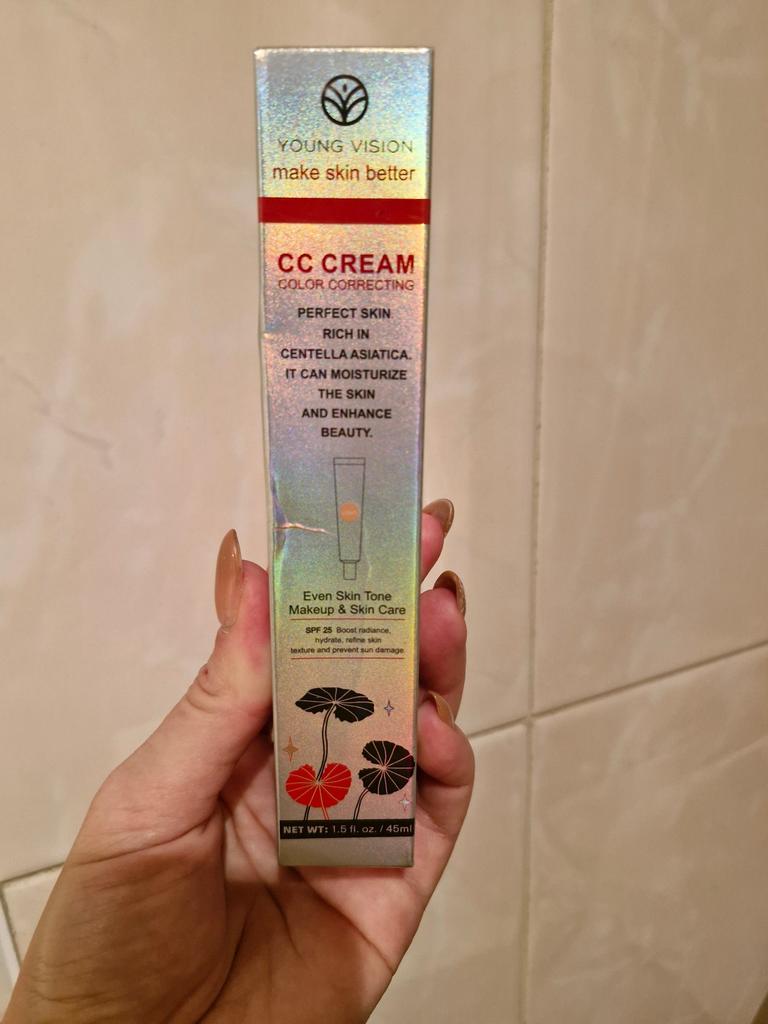 YOUNG VISION
make skin better
CC CREAM
COLOR CORRECTING
PERFECT SKIN
RICH IN
CENTELLA ASIATICA.
IT CAN MOISTURIZE
THE SKIN
AND ENHANCE
BEAUTY.
Even Skin Tone
Makeup & Skin Care
SPF 25 Boost radiance,
hydrate, refine skin
texture and prevent sun damage
NET WT: 1.5 fl. oz. / 45ml